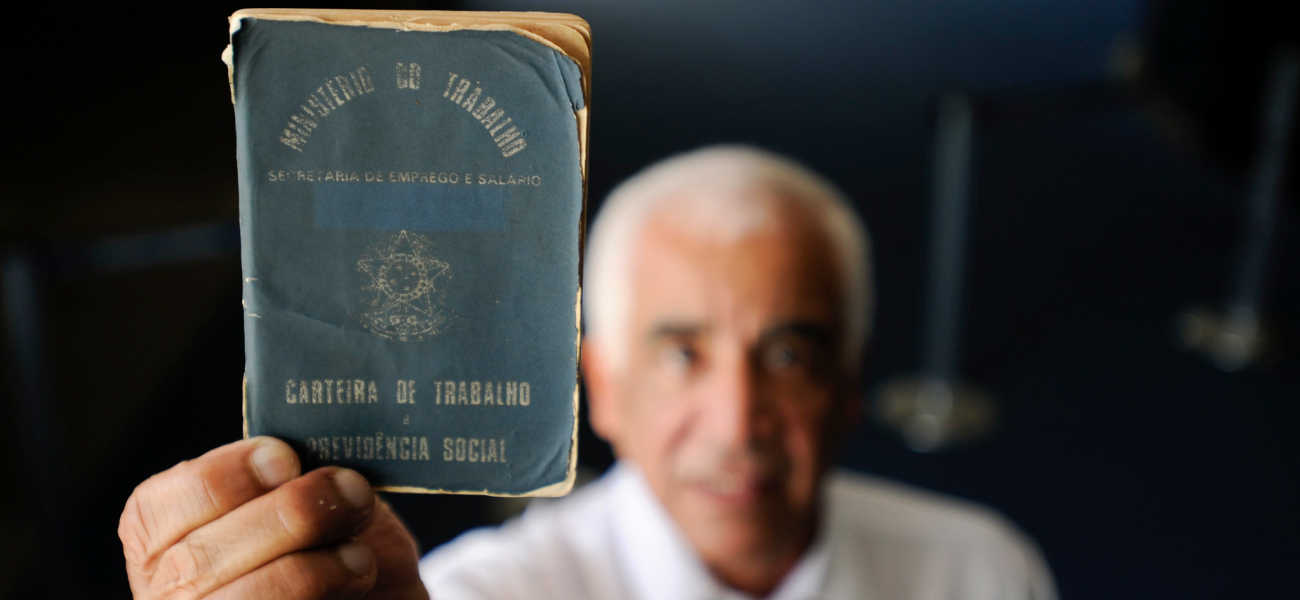 MINISTÉRIO DO TRABALHO
SECRETARIA DE EMPREGO E SALÁRIO
CARTEIRA DE TRABALHO
E
PREVIDÊNCIA SOCIAL